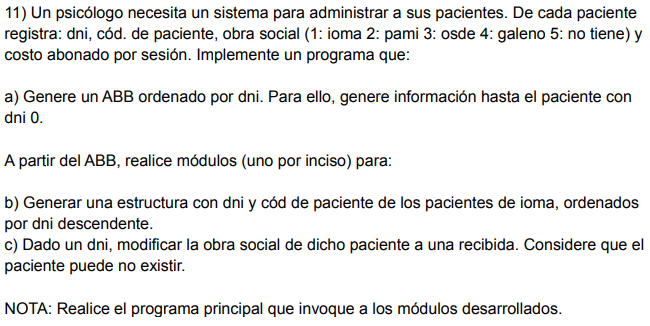 11) Un psicólogo necesita un sistema para administrar a sus pacientes. De cada paciente
registra: dni, cód. de paciente, obra social (1: ioma 2: pami 3: osde 4: galeno 5: no tiene) y
costo abonado por sesión. Implemente un programa que:
a) Genere un ABB ordenado por dni. Para ello, genere información hasta el paciente con
dni 0.
A partir del ABB, realice módulos (uno por inciso) para:
b) Generar una estructura con dni y cód de paciente de los pacientes de ioma, ordenados
por dni descendente.
c) Dado un dni, modificar la obra social de dicho paciente a una recibida. Considere que el
paciente puede no existir.
NOTA: Realice el programa principal que invoque a los módulos desarrollados.